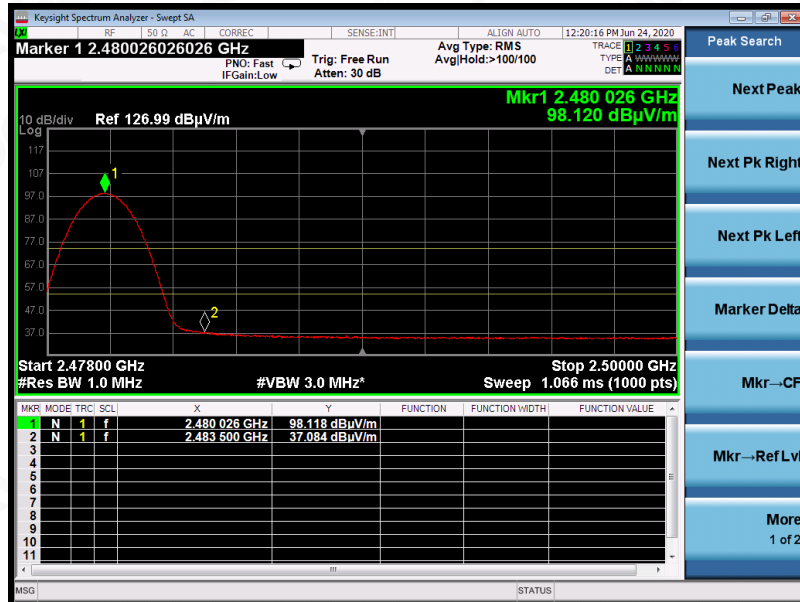 Keysight Spectrum Analyzer - Swept SA
LXI RF 50 Ω AC CORREC SENSE:INT ALIGN AUTO 12:20:16 PM Jun 24, 2020
Marker 1 2.480026026026 GHz
PNO: Fast
IFGain:Low
Trig: Free Run
Atten: 30 dB
Avg Type: RMS
Avg|Hold:>100/100
TRACE 1 2 3 4 5 6
TYPE A WWWWW
DET A N N N N N
Mkr1 2.480 026 GHz
98.120 dBµV/m
10 dB/div Ref 126.99 dBµV/m
Log
117
1
107
97.0
87.0
77.0
67.0
57.0
47.0
2
37.0
Start 2.47800 GHz Stop 2.50000 GHz
#Res BW 1.0 MHz #VBW 3.0 MHz* Sweep 1.066 ms (1000 pts)
MKR MODE TRC SCL X Y FUNCTION FUNCTION WIDTH FUNCTION VALUE
1 N 1 f 2.480 026 GHz 98.118 dBµV/m
2 N 1 f 2.483 500 GHz 37.084 dBµV/m
3
4
5
6
7
8
9
10
11
MSG STATUS
Peak Search
Next Peak
Next Pk Right
Next Pk Left
Marker Delta
Mkr→CF
Mkr→Ref Lvl
More
1 of 2